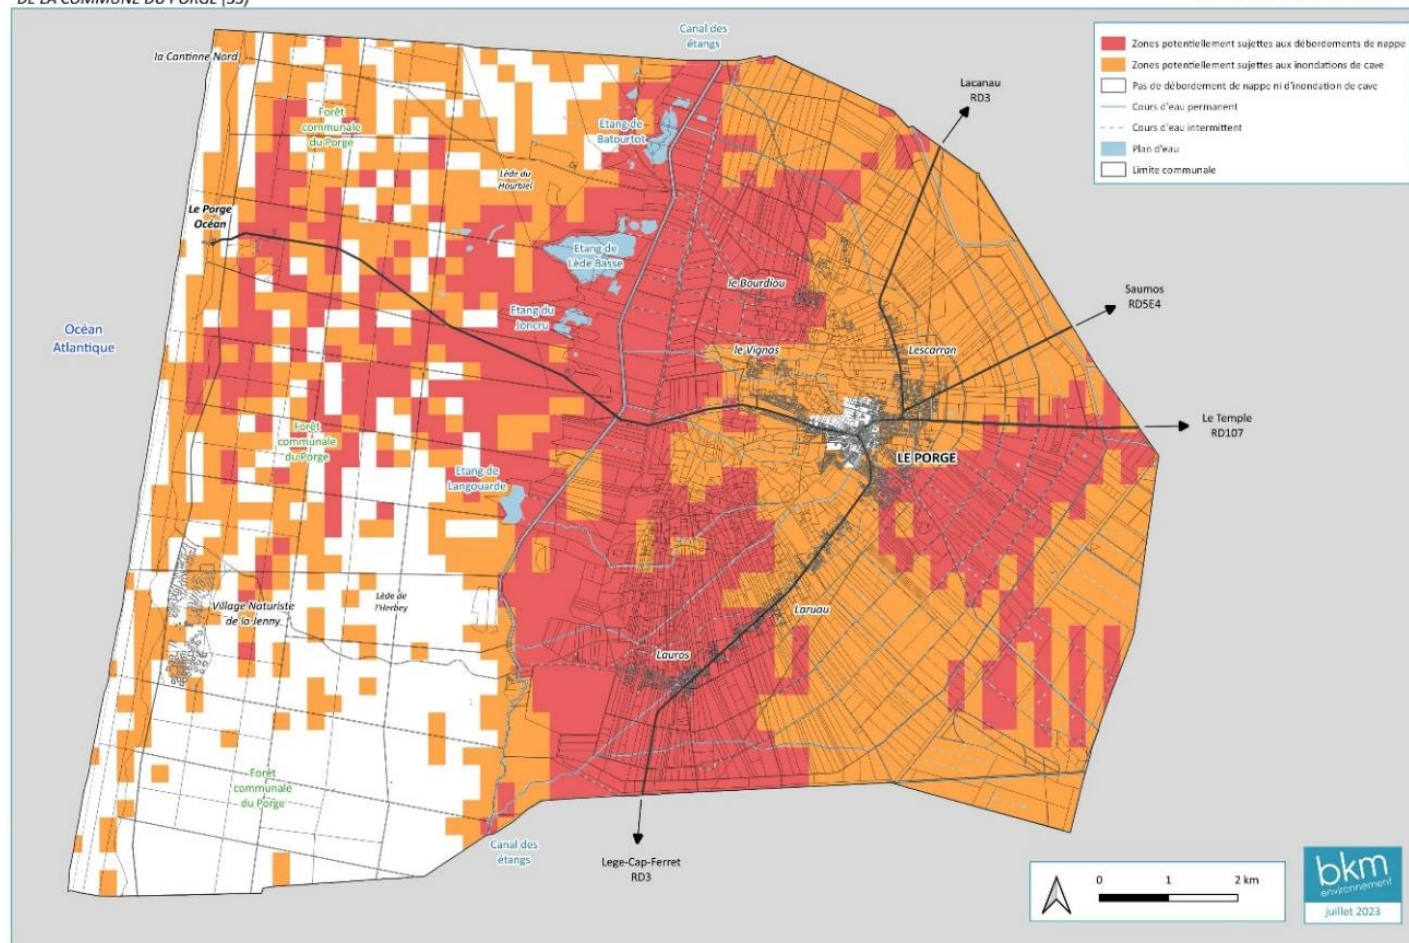 DE LA COMMUNE DU PORGE (33)
Canal des
étangs
la Cantinne Nord
Forêt
communale
du Porge
Etang de
Batourtot
Lède du
Hourbiel
Le Porge
Océan
Etang de
Lède Basse
le Bourdiou
Etang du
Joncru
Océan
Atlantique
le Vignas
Lescarran
Lacanau
RD3
Saumos
RD5E4
Le Temple
RD107
LE PORGE
Forêt
communale
du Porge
Etang de
Langouarde
Village Naturiste
de la Jenny
Lède de
l'Herbey
Laruau
Lauros
Forêt
communale
du Porge
Canal des
étangs
Lege-Cap-Ferret
RD3
Zones potentiellement sujettes aux débordements de nappe
Zones potentiellement sujettes aux inondations de cave
Pas de débordement de nappe ni d'inondation de cave
Cours d'eau permanent
Cours d'eau intermittent
Plan d'eau
Limite communale
0 1 2 km
bkm
environnement
juillet 2023